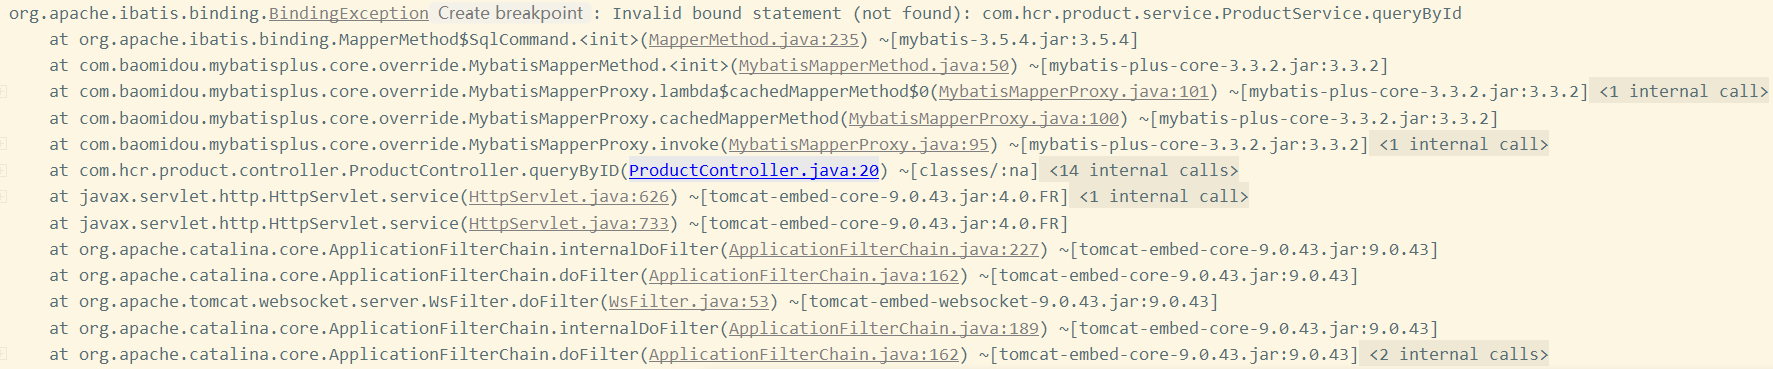 org.apache.ibatis.binding.BindingException Create breakpoint : Invalid bound statement (not found): com.hcr.product.service.ProductService.queryById
at org.apache.ibatis.binding.MapperMethod$SqlCommand.<init>(MapperMethod.java:235) ~[mybatis-3.5.4.jar:3.5.4]
at com.baomidou.mybatisplus.core.override.MybatisMapperMethod.<init>(MybatisMapperMethod.java:50) ~[mybatis-plus-core-3.3.2.jar:3.3.2]
at com.baomidou.mybatisplus.core.override.MybatisMapperProxy.lambda$cachedMapperMethod$0(MybatisMapperProxy.java:101) ~[mybatis-plus-core-3.3.2.jar:3.3.2] <1 internal call>
at com.baomidou.mybatisplus.core.override.MybatisMapperProxy.cachedMapperMethod(MybatisMapperProxy.java:100) ~[mybatis-plus-core-3.3.2.jar:3.3.2]
at com.baomidou.mybatisplus.core.override.MybatisMapperProxy.invoke(MybatisMapperProxy.java:95) ~[mybatis-plus-core-3.3.2.jar:3.3.2] <1 internal call>
at com.hcr.product.controller.ProductController.queryByID(ProductController.java:20) ~[classes/:na] <14 internal calls>
at javax.servlet.http.HttpServlet.service(HttpServlet.java:626) ~[tomcat-embed-core-9.0.43.jar:4.0.FR] <1 internal call>
at javax.servlet.http.HttpServlet.service(HttpServlet.java:733) ~[tomcat-embed-core-9.0.43.jar:4.0.FR]
at org.apache.catalina.core.ApplicationFilterChain.internalDoFilter(ApplicationFilterChain.java:227) ~[tomcat-embed-core-9.0.43.jar:9.0.43]
at org.apache.catalina.core.ApplicationFilterChain.doFilter(ApplicationFilterChain.java:162) ~[tomcat-embed-core-9.0.43.jar:9.0.43]
at org.apache.tomcat.websocket.server.WsFilter.doFilter(WsFilter.java:53) ~[tomcat-embed-websocket-9.0.43.jar:9.0.43]
at org.apache.catalina.core.ApplicationFilterChain.internalDoFilter(ApplicationFilterChain.java:189) ~[tomcat-embed-core-9.0.43.jar:9.0.43]
at org.apache.catalina.core.ApplicationFilterChain.doFilter(ApplicationFilterChain.java:162) ~[tomcat-embed-core-9.0.43.jar:9.0.43] <2 internal calls>